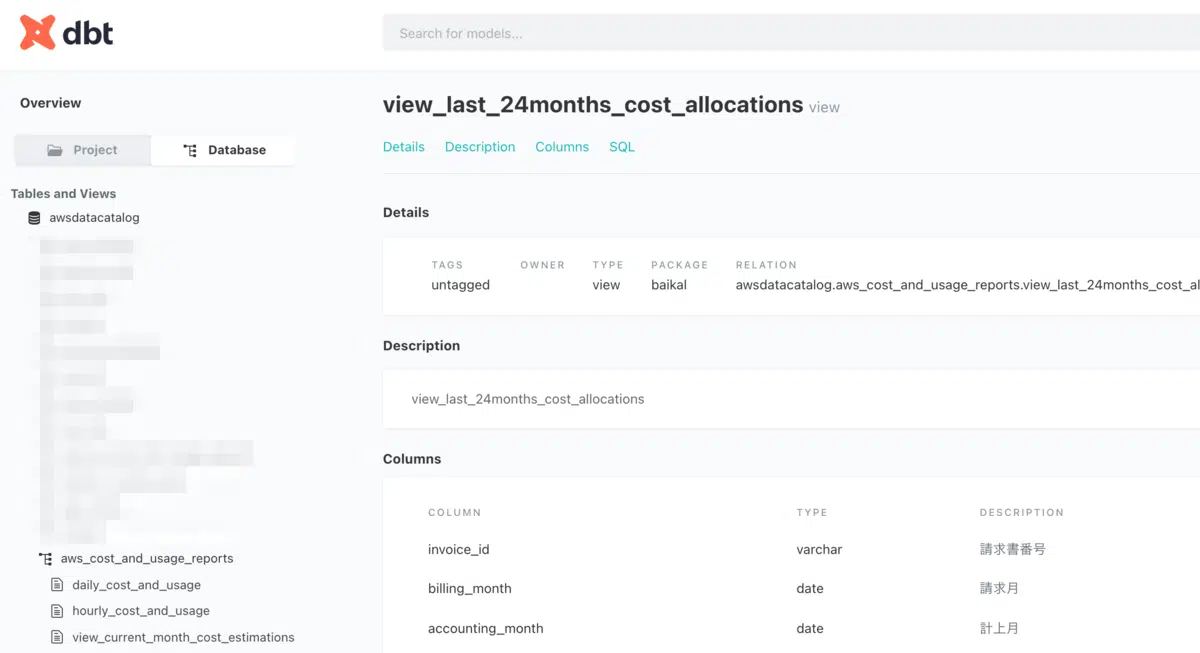 dbt
Search for models...
Overview
Project
Database
Tables and Views
awsdatacatalog
aws_cost_and_usage_reports
daily_cost_and_usage
hourly_cost_and_usage
view_current_month_cost_estimations
view_last_24months_cost_allocations view
Details Description Columns SQL
Details
TAGS OWNER TYPE PACKAGE RELATION
untagged view baikal awsdatacatalog.aws_cost_and_usage_reports.view_last_24months_cost_al
Description
view_last_24months_cost_allocations
Columns
COLUMN TYPE DESCRIPTION
invoice_id varchar 請求書番号
billing_month date 請求月
accounting_month date 計上月